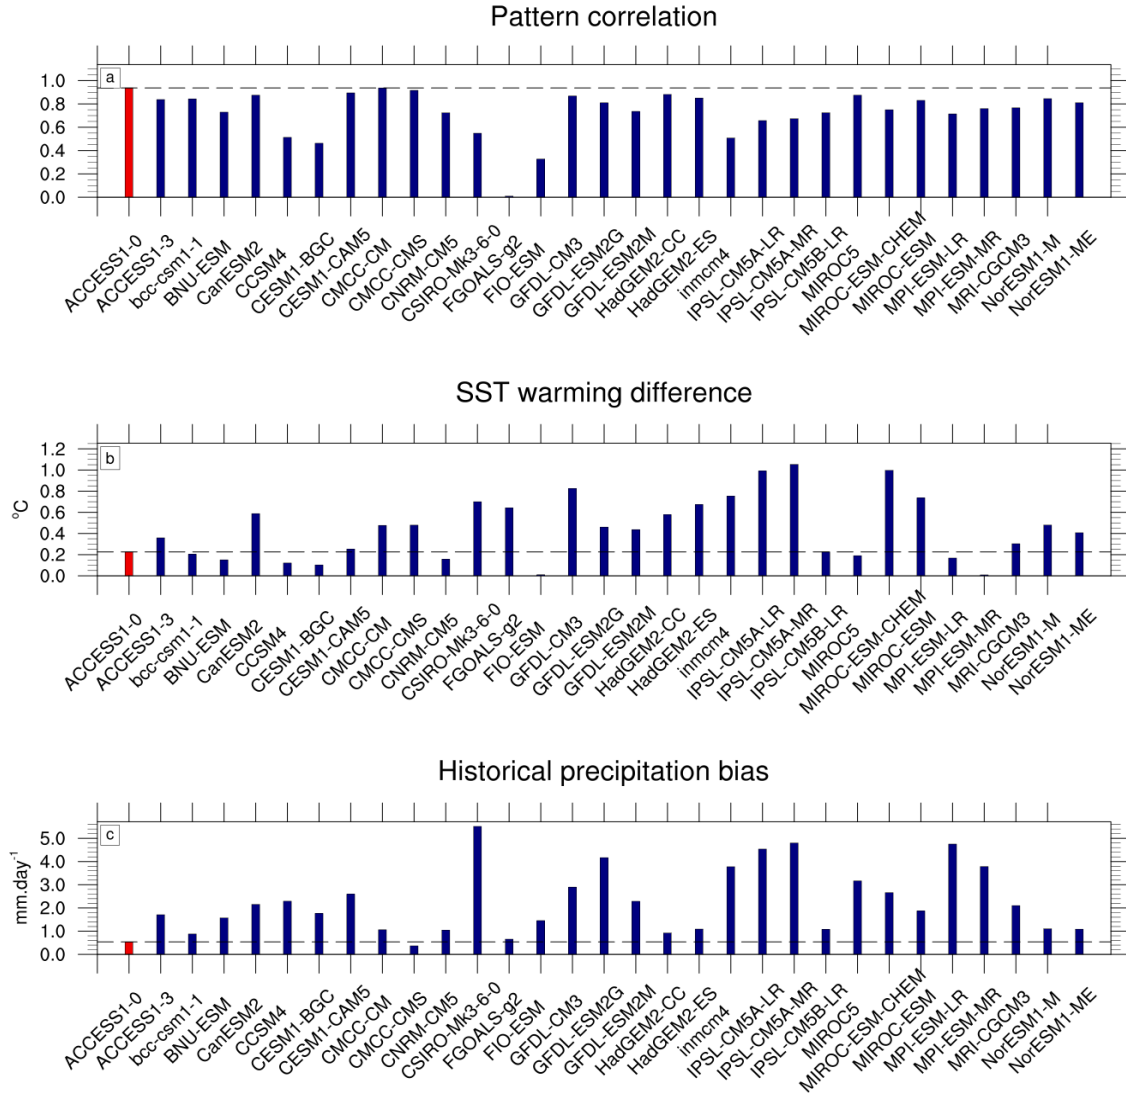 Pattern correlation
a
1.0
0.8
0.6
0.4
0.2
0.0
ACCESS1-0
ACCESS1-3
bcc-csm1-1
BNU-ESM
CanESM2
CCSM4
CESM1-BGC
CESM1-CAM5
CMCC-CM
CMCC-CMS
CNRM-CM5
CSIRO-Mk3-6-0
FGOALS-g2
FIO-ESM
GFDL-CM3
GFDL-ESM2G
GFDL-ESM2M
HadGEM2-CC
HadGEM2-ES
inmcm4
IPSL-CM5A-LR
IPSL-CM5A-MR
IPSL-CM5B-LR
MIROC5
MIROC-ESM-CHEM
MIROC-ESM
MPI-ESM-LR
MPI-ESM-MR
MRI-CGCM3
NorESM1-M
NorESM1-ME
SST warming difference
b
°C
1.2
1.0
0.8
0.6
0.4
0.2
0.0
ACCESS1-0
ACCESS1-3
bcc-csm1-1
BNU-ESM
CanESM2
CCSM4
CESM1-BGC
CESM1-CAM5
CMCC-CM
CMCC-CMS
CNRM-CM5
CSIRO-Mk3-6-0
FGOALS-g2
FIO-ESM
GFDL-CM3
GFDL-ESM2G
GFDL-ESM2M
HadGEM2-CC
HadGEM2-ES
inmcm4
IPSL-CM5A-LR
IPSL-CM5A-MR
IPSL-CM5B-LR
MIROC5
MIROC-ESM-CHEM
MIROC-ESM
MPI-ESM-LR
MPI-ESM-MR
MRI-CGCM3
NorESM1-M
NorESM1-ME
Historical precipitation bias
c
mm.day⁻¹
5.0
4.0
3.0
2.0
1.0
0.0
ACCESS1-0
ACCESS1-3
bcc-csm1-1
BNU-ESM
CanESM2
CCSM4
CESM1-BGC
CESM1-CAM5
CMCC-CM
CMCC-CMS
CNRM-CM5
CSIRO-Mk3-6-0
FGOALS-g2
FIO-ESM
GFDL-CM3
GFDL-ESM2G
GFDL-ESM2M
HadGEM2-CC
HadGEM2-ES
inmcm4
IPSL-CM5A-LR
IPSL-CM5A-MR
IPSL-CM5B-LR
MIROC5
MIROC-ESM-CHEM
MIROC-ESM
MPI-ESM-LR
MPI-ESM-MR
MRI-CGCM3
NorESM1-M
NorESM1-ME